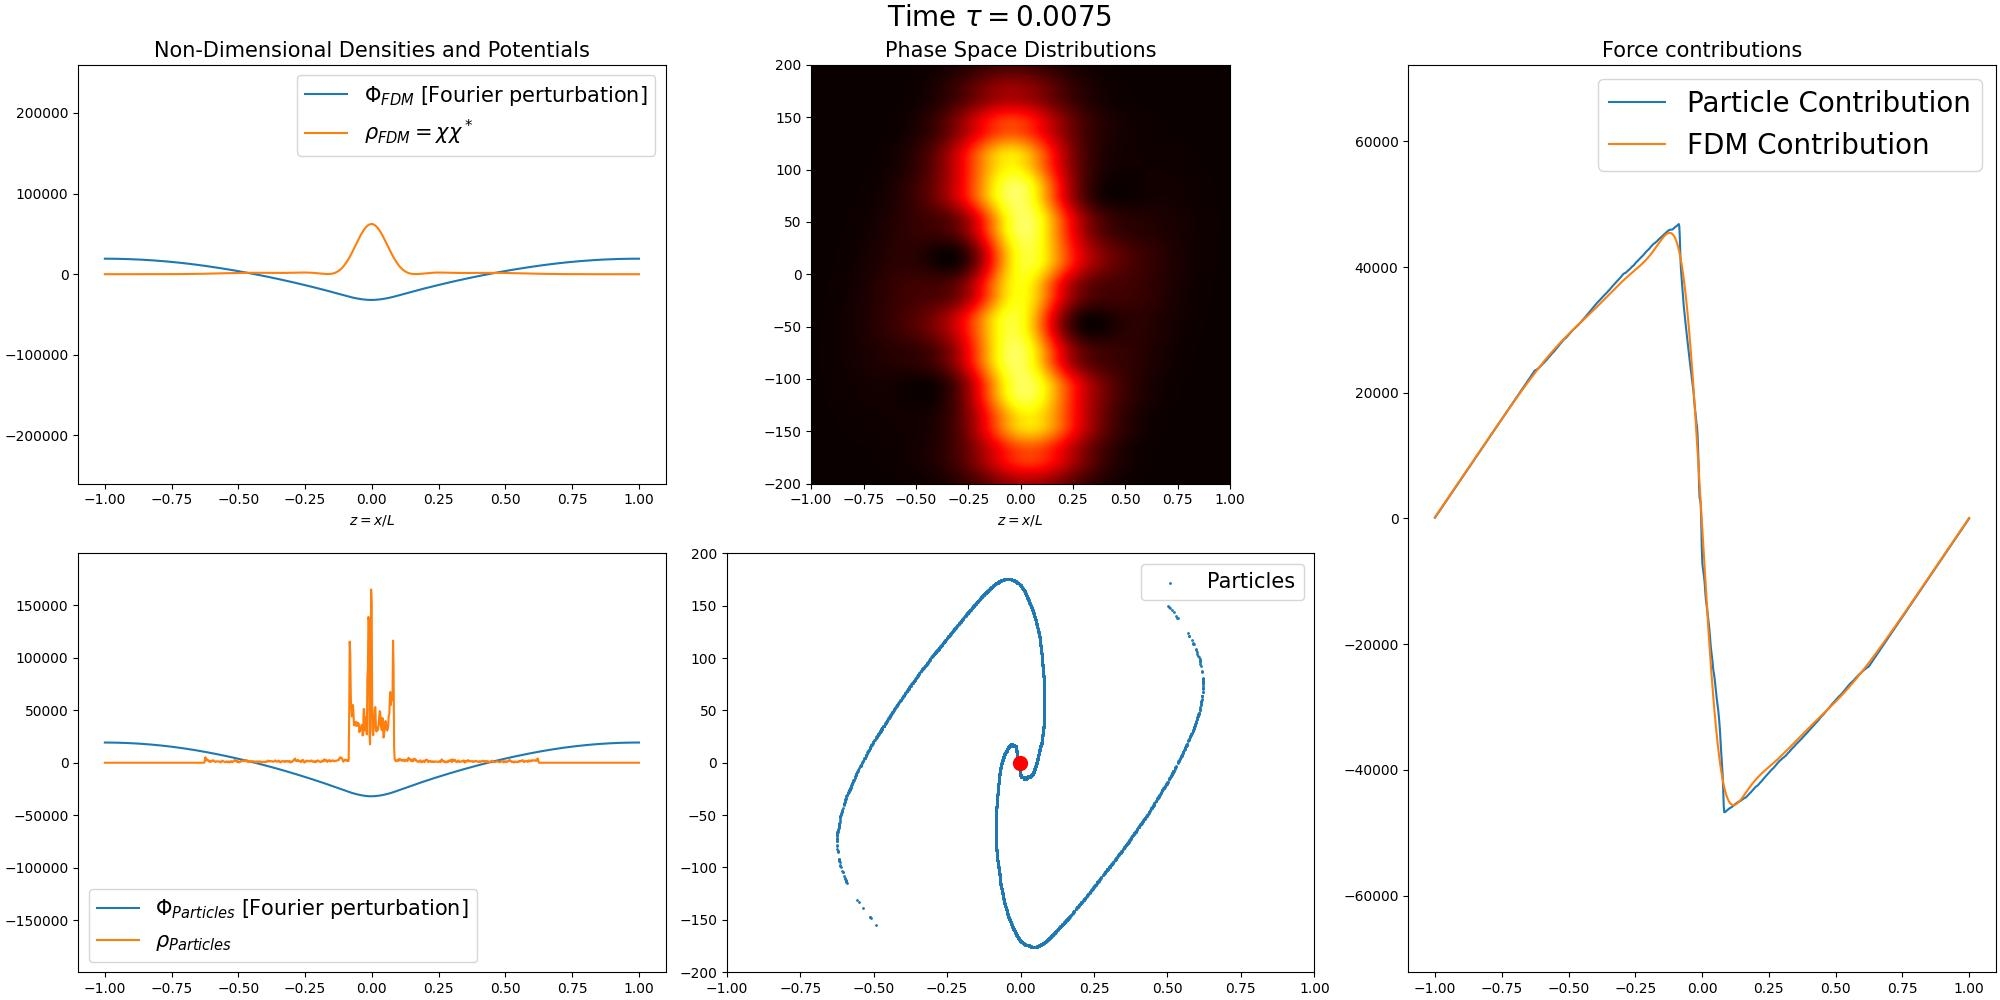 Time τ = 0.0075
Non-Dimensional Densities and Potentials
Φ_FDM [Fourier perturbation]
ρ_FDM = χχ*
200000
100000
0
−100000
−200000
−1.00 −0.75 −0.50 −0.25 0.00 0.25 0.50 0.75 1.00
z = x/L
Phase Space Distributions
200
150
100
50
0
−50
−100
−150
−200
−1.00 −0.75 −0.50 −0.25 0.00 0.25 0.50 0.75 1.00
z = x/L
Force contributions
Particle Contribution
FDM Contribution
60000
40000
20000
0
−20000
−40000
−60000
−1.00 −0.75 −0.50 −0.25 0.00 0.25 0.50 0.75 1.00
150000
100000
50000
0
−50000
−100000
−150000
Φ_Particles [Fourier perturbation]
ρ_Particles
−1.00 −0.75 −0.50 −0.25 0.00 0.25 0.50 0.75 1.00
Particles
200
150
100
50
0
−50
−100
−150
−200
−1.00 −0.75 −0.50 −0.25 0.00 0.25 0.50 0.75 1.00